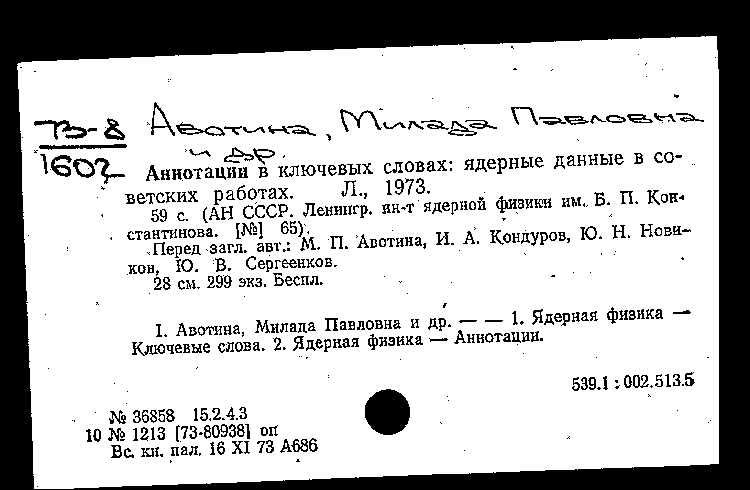 ТЗ-8
1602
Авотина, Милада Павловна
и др.
Аннотации в ключевых словах: ядерные данные в со-
ветских работах. Л., 1973.
59 с. (АН СССР. Ленингр. ин-т ядерной физики им. Б. П. Кон-
стантинова. [№] 65).
Перед загл. авт.: М. П. Авотина, И. А. Кондуров, Ю. Н. Нови-
ков, Ю. В. Сергеенков.
28 см. 299 экз. Беспл.
I. Авотина, Милада Павловна и др. — — 1. Ядерная физика —
Ключевые слова. 2. Ядерная физика — Аннотации.
539.1 : 002.513.5
№ 36858 15.2.4.3
10 № 1213 [73-80938] оп
Вс. кн. пал. 16 XI 73 А686